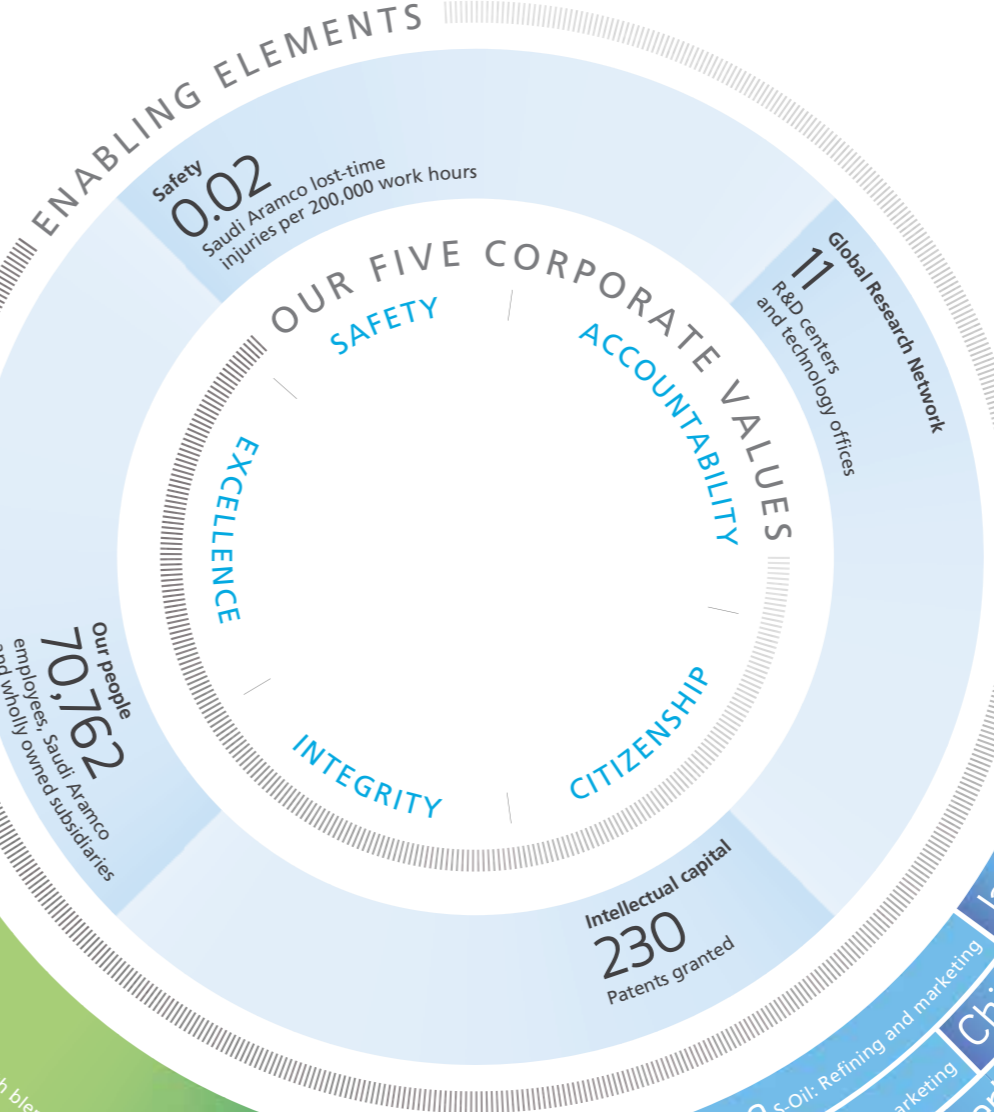 ENABLING ELEMENTS
Safety
0.02
Saudi Aramco lost-time
injuries per 200,000 work hours
Global Research Network
11
R&D centers
and technology offices
OUR FIVE CORPORATE VALUES
SAFETY
ACCOUNTABILITY
CITIZENSHIP
INTEGRITY
EXCELLENCE
Our people
70,762
employees, Saudi Aramco
wholly owned subsidiaries
Intellectual capital
230
Patents granted
S-Oil: Refining and marketing